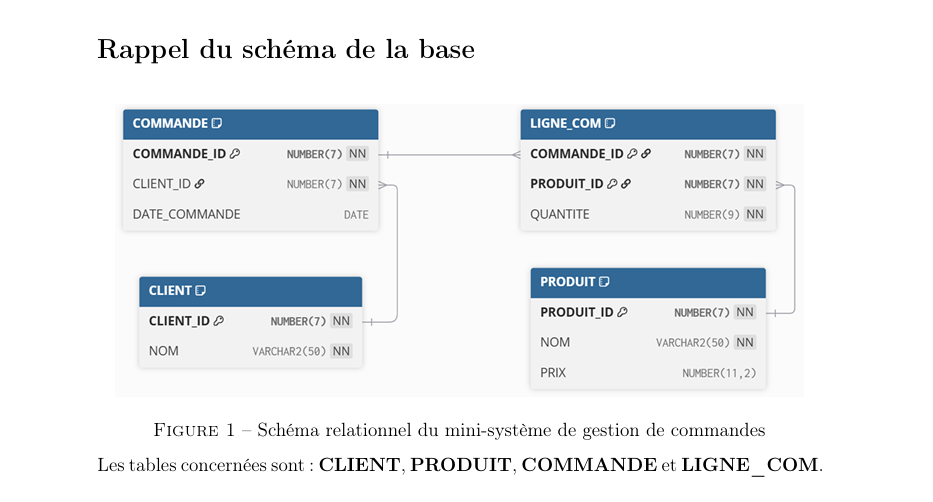 Rappel du schéma de la base
COMMANDE
COMMANDE_ID NUMBER(7) NN
CLIENT_ID NUMBER(7) NN
DATE_COMMANDE DATE
LIGNE_COM
COMMANDE_ID NUMBER(7) NN
PRODUIT_ID NUMBER(7) NN
QUANTITE NUMBER(9) NN
CLIENT
CLIENT_ID NUMBER(7) NN
NOM VARCHAR2(50) NN
PRODUIT
PRODUIT_ID NUMBER(7) NN
NOM VARCHAR2(50) NN
PRIX NUMBER(11,2)
FIGURE 1 – Schéma relationnel du mini-système de gestion de commandes
Les tables concernées sont : CLIENT, PRODUIT, COMMANDE et LIGNE_COM.